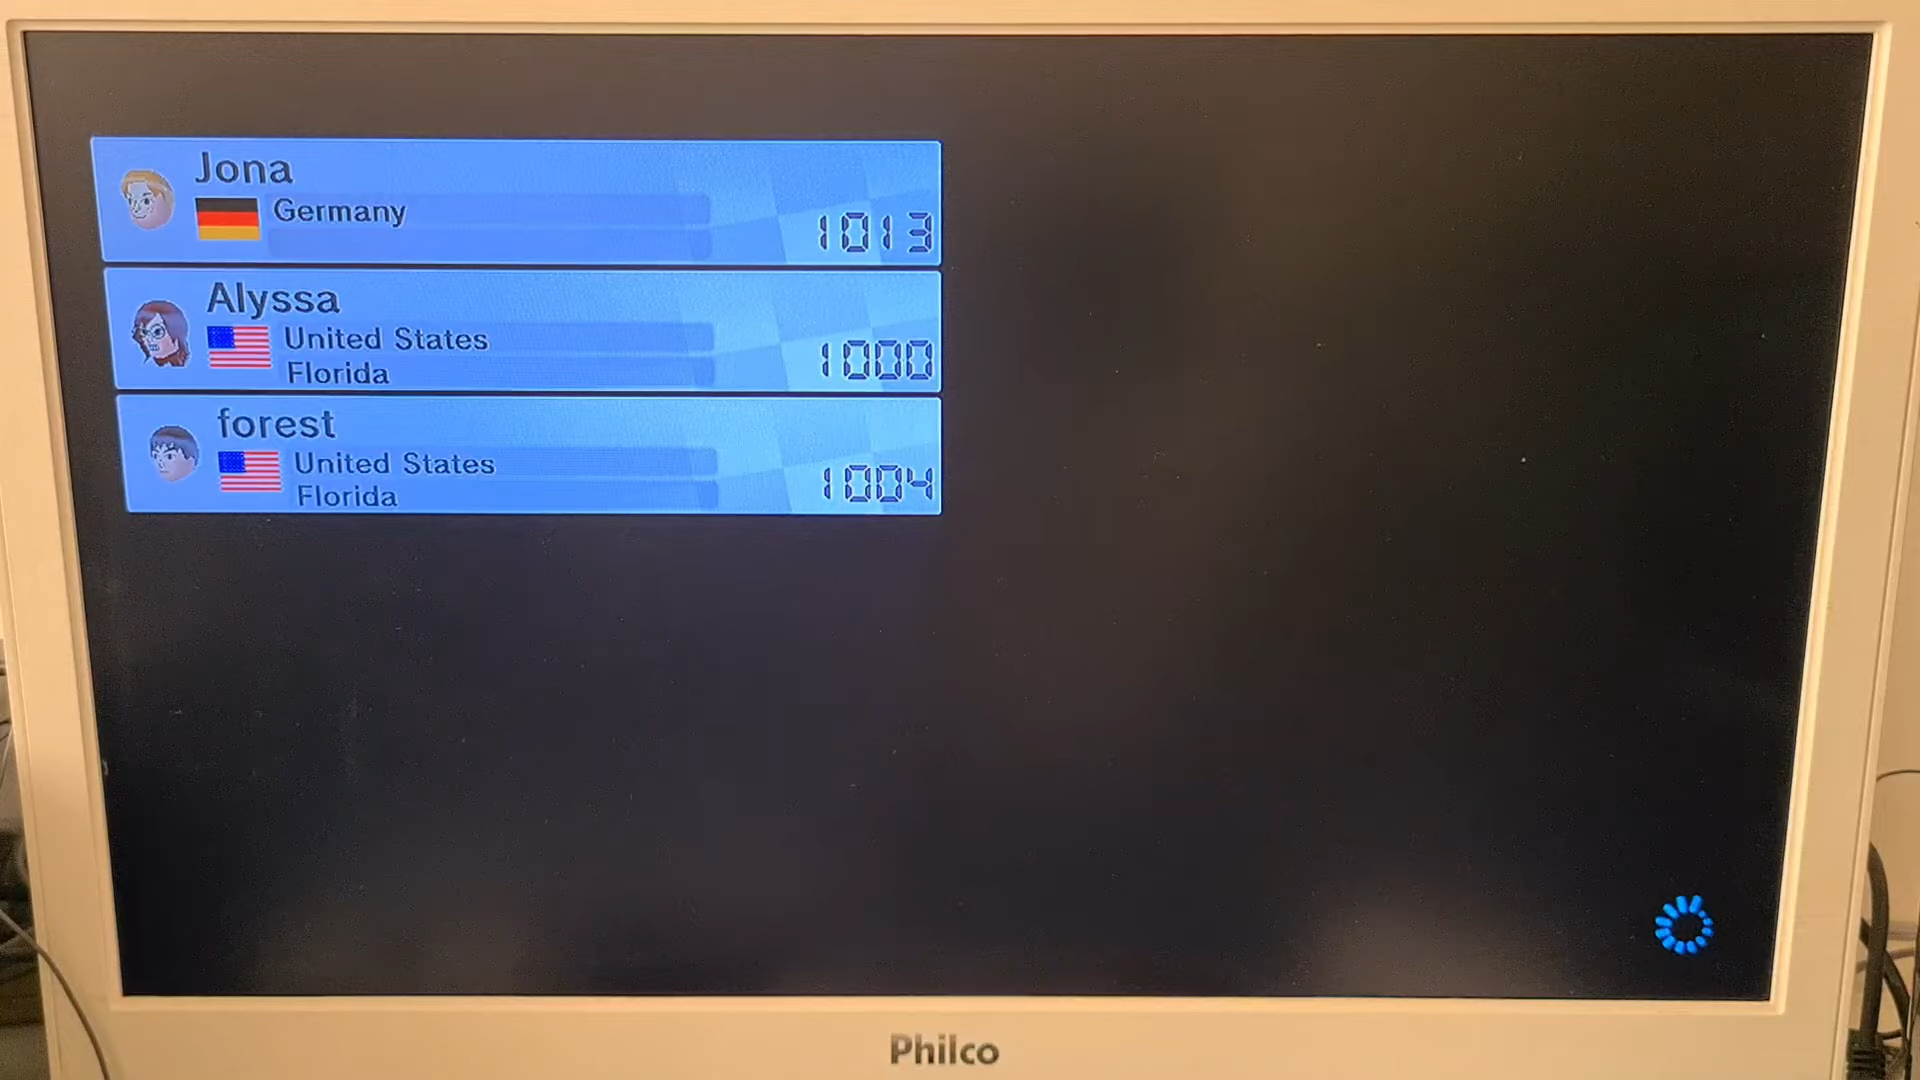 Jona
Germany
1013
Alyssa
United States
Florida
1000
forest
United States
Florida
1004
Philco